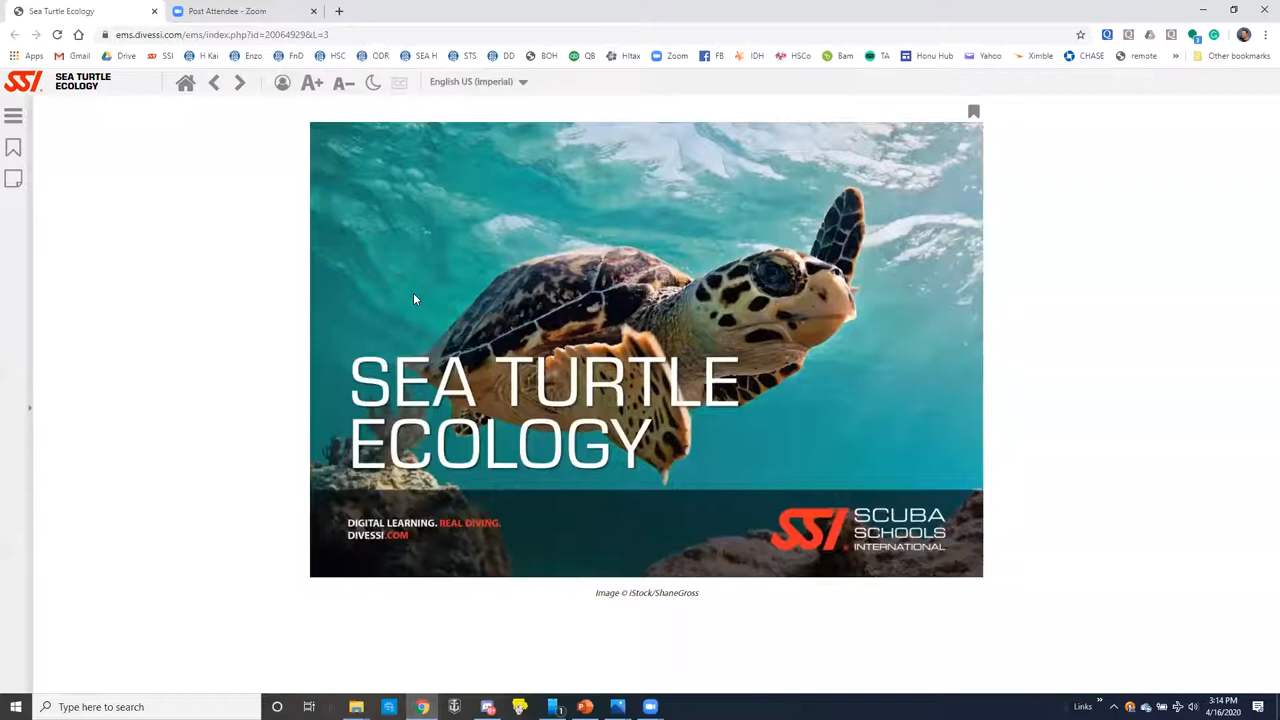 Sea Turtle Ecology
Post Attendee - Zoom
ems.divessi.com/ems/index.php?id=20064929&L=3
Apps Gmail Drive SSI H Kai Enzo FnD HSC ODR SEA H STS DD BOH QB HItax Zoom FB IDH HSCo Bam TA Honu Hub Yahoo Ximble CHASE remote » Other bookmarks
SSI SEA TURTLE
ECOLOGY
A+ A- English US (imperial)
SEA TURTLE
ECOLOGY
DIGITAL LEARNING. REAL DIVING.
DIVESSI.COM
SSI SCUBA
SCHOOLS
INTERNATIONAL
Image © iStock/ShaneGross
Type here to search
Links »
3:14 PM
4/16/2020